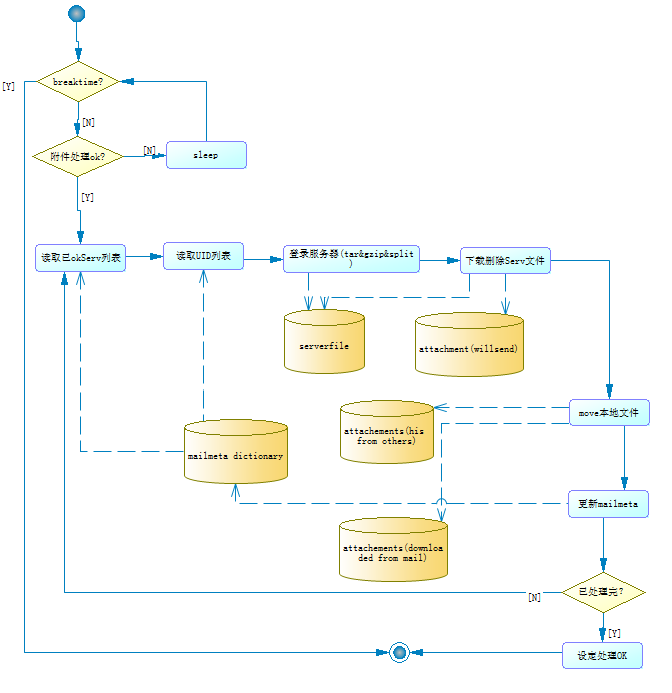 [Y]
breaktime?
[N]
附件处理ok?
[N]
sleep
[Y]
读取已okServ列表
读取UID列表
登录服务器(tar&gzip&split
)
下载删除Serv文件
serverfile
attachment(willsend)
move本地文件
attachements(his
from others)
mailmeta dictionary
更新mailmeta
attachements(downloa
ded from mail)
已处理完?
[N]
[Y]
设定处理OK